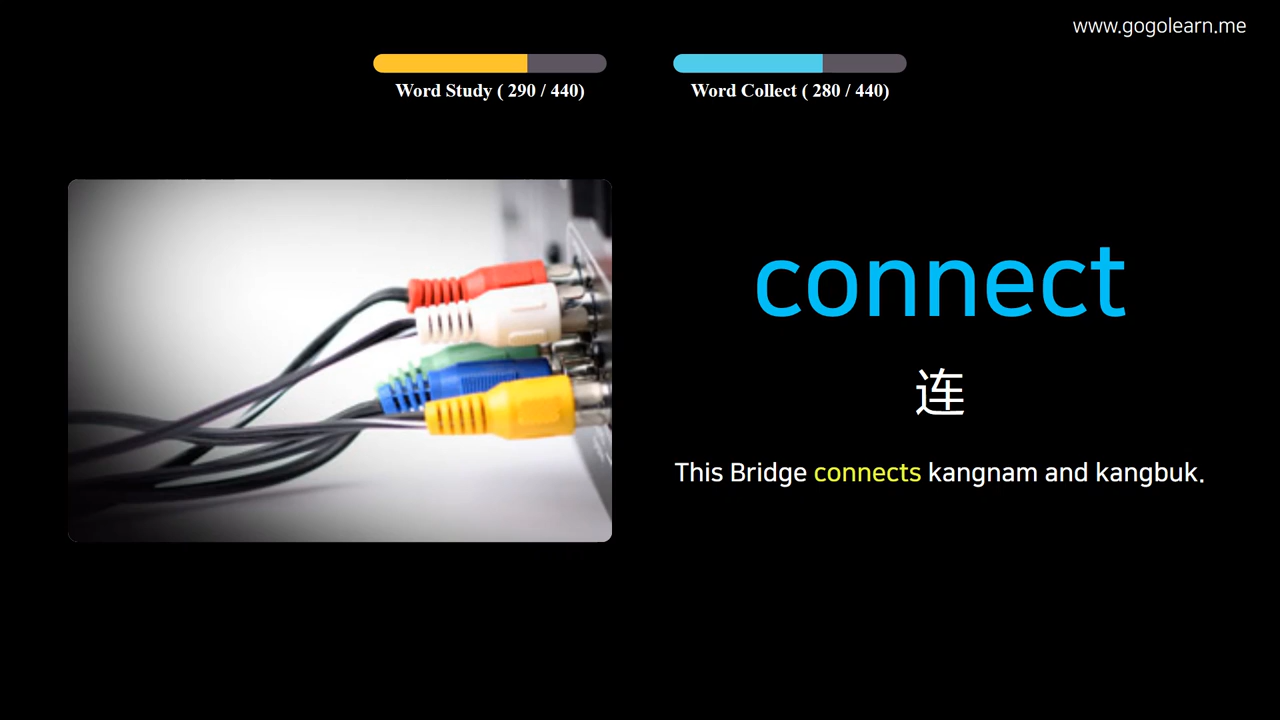 www.gogolearn.me
Word Study ( 290 / 440)
Word Collect ( 280 / 440)
connect
连
This Bridge connects kangnam and kangbuk.